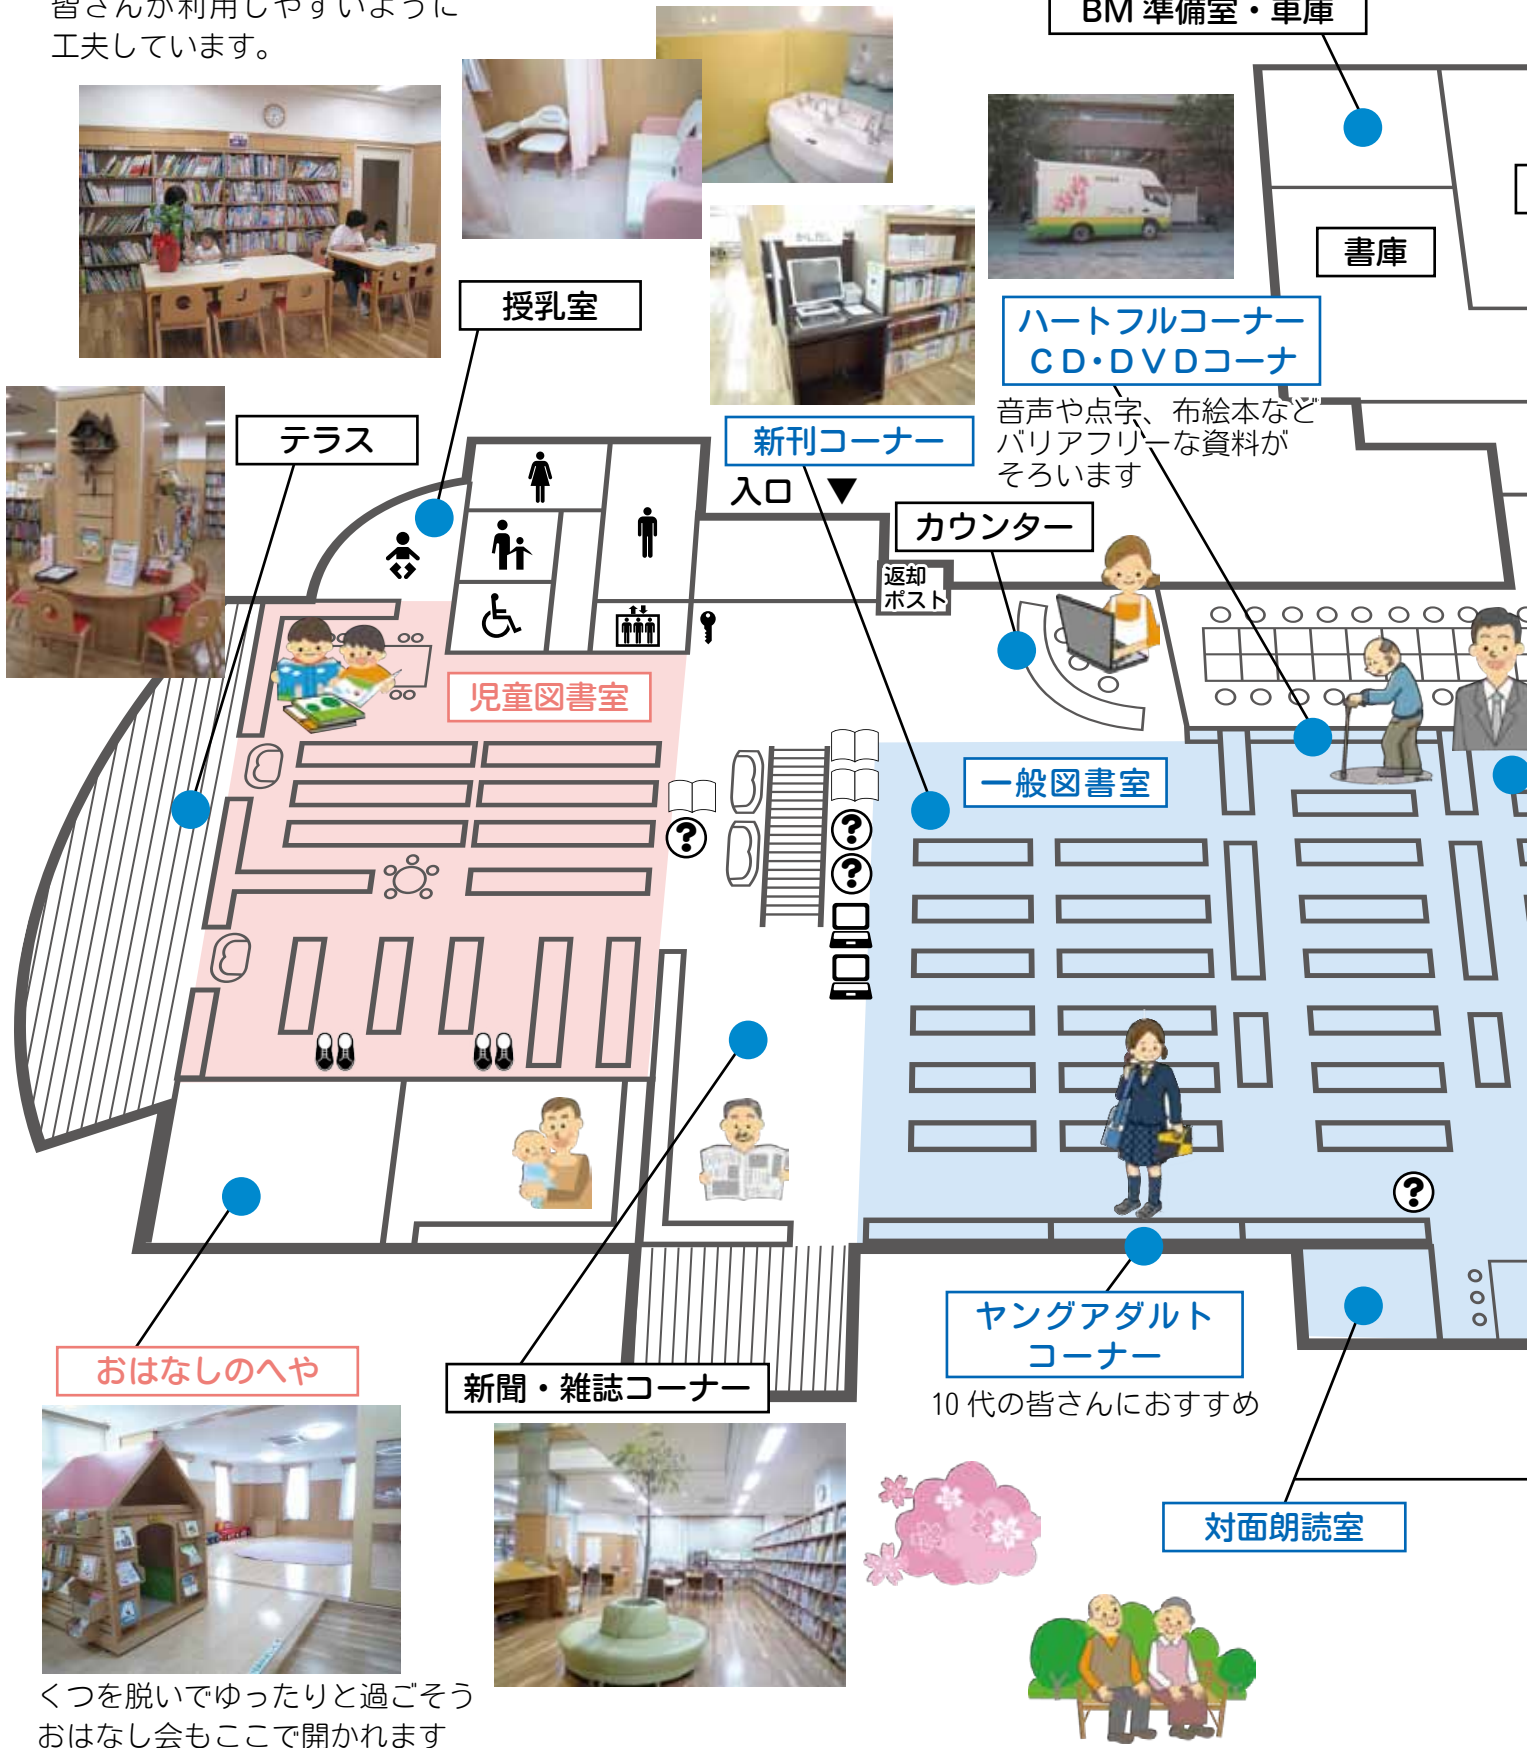 皆さんが利用しやすいように
工夫しています。
BM 準備室・車庫
書庫
授乳室
ハートフルコーナー
CD・DVDコーナ
音声や点字、布絵本など
バリアフリーな資料が
そろいます
テラス
新刊コーナー
入口 ▼
カウンター
返却
ポスト
児童図書室
一般図書室
?
?
?
?
おはなしのへや
新聞・雑誌コーナー
ヤングアダルト
コーナー
10 代の皆さんにおすすめ
対面朗読室
くつを脱いでゆったりと過ごそう
おはなし会もここで開かれます